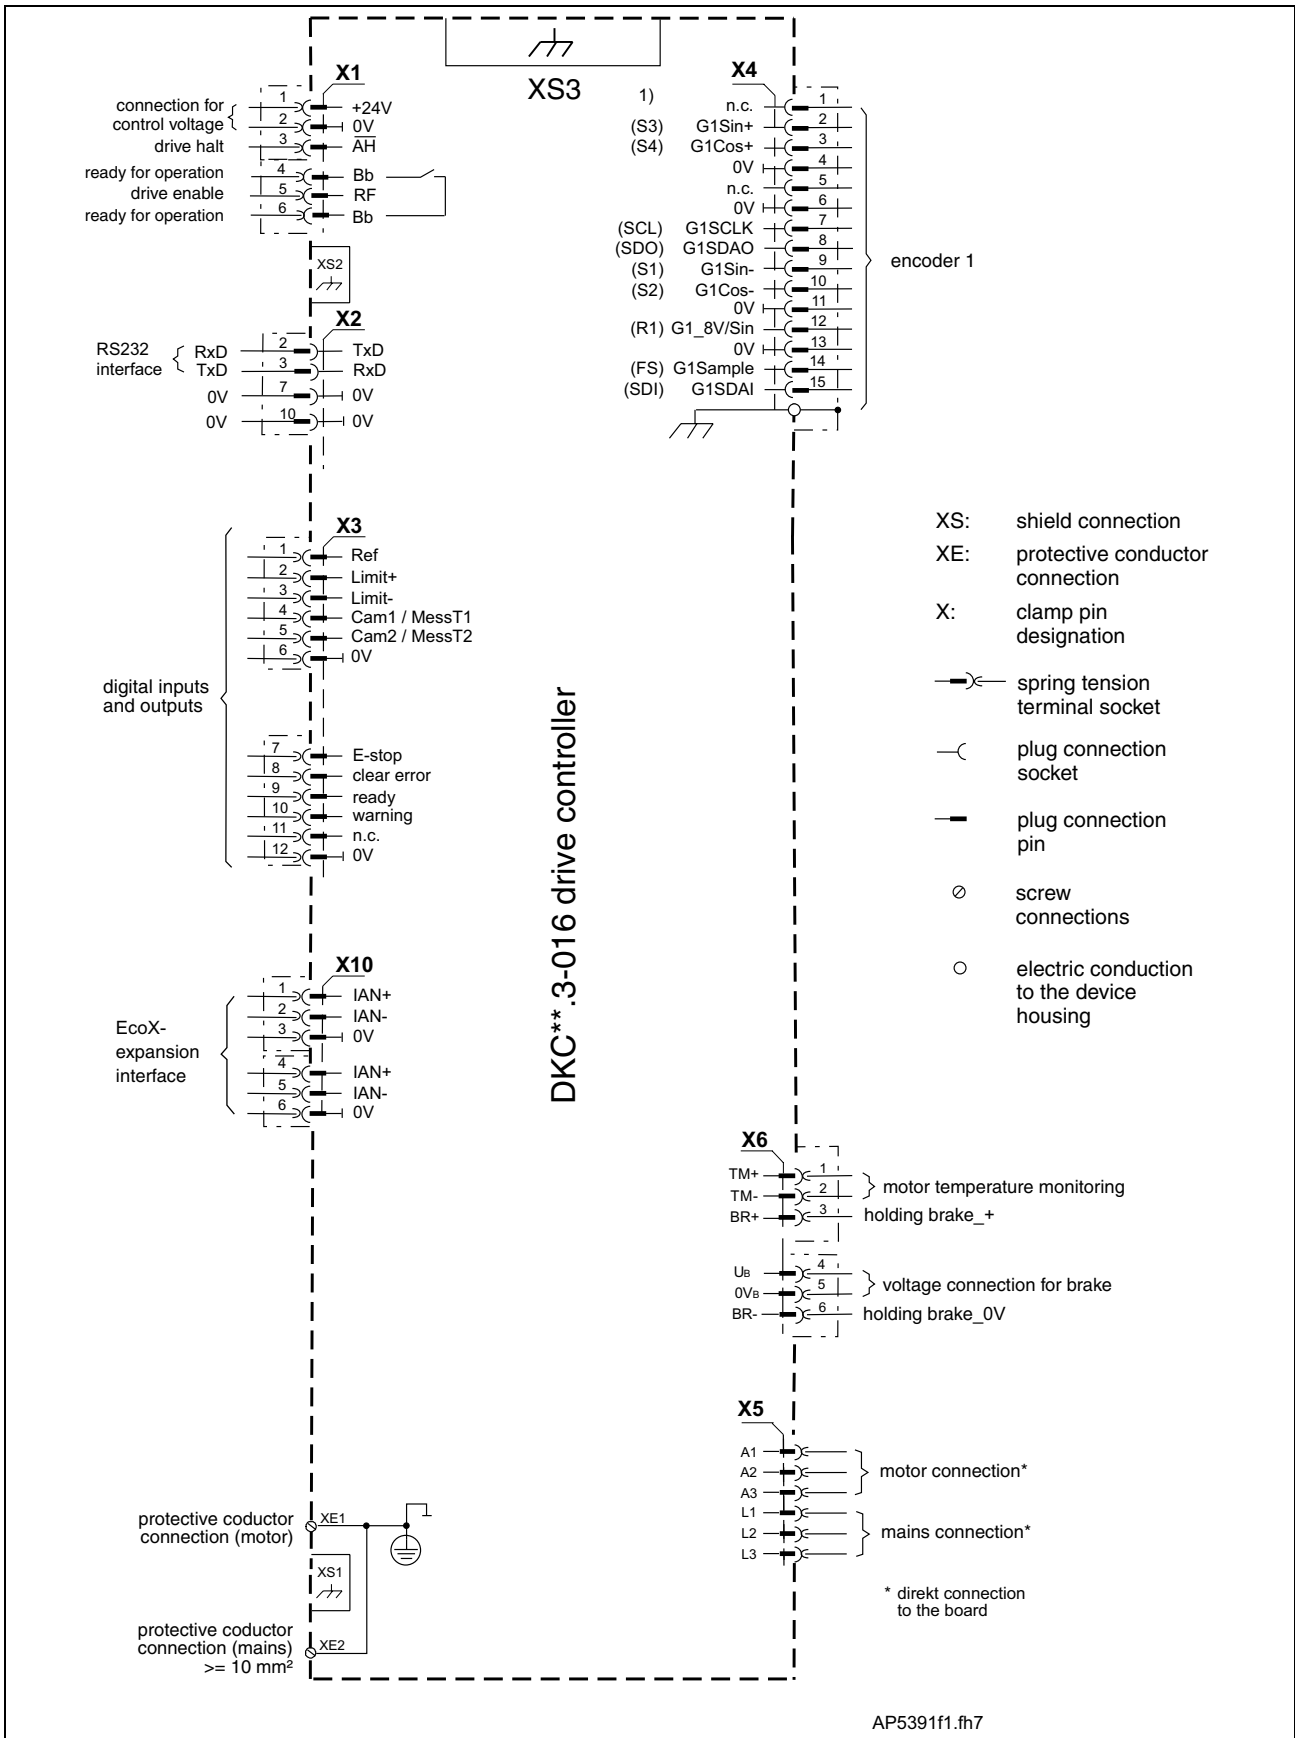 XS3
X1
connection for
control voltage
drive halt
1 +24V
2 0V
3 AH
ready for operation 4 Bb
drive enable 5 RF
ready for operation 6 Bb
XS2
X2
RS232
interface
RxD 2 TxD
TxD 3 RxD
0V 7 0V
0V 10 0V
X3
digital inputs
and outputs
1 Ref
2 Limit+
3 Limit-
4 Cam1 / MessT1
5 Cam2 / MessT2
6 0V
7 E-stop
8 clear error
9 ready
10 warning
11 n.c.
12 0V
X10
EcoX-
expansion
interface
1 IAN+
2 IAN-
3 0V
4 IAN+
5 IAN-
6 0V
protective coductor
connection (motor)
XE1
XS1
protective coductor
connection (mains)
>= 10 mm²
XE2
DKC**.3-016 drive controller
X4
1)
n.c. 1
(S3) G1Sin+ 2
(S4) G1Cos+ 3
0V 4
n.c. 5
0V 6
(SCL) G1SCLK 7
(SDO) G1SDAO 8
(S1) G1Sin- 9
(S2) G1Cos- 10
0V 11
(R1) G1_8V/Sin 12
0V 13
(FS) G1Sample 14
(SDI) G1SDAI 15
encoder 1
XS: shield connection
XE: protective conductor
connection
X: clamp pin
designation
spring tension
terminal socket
plug connection
socket
plug connection
pin
screw
connections
electric conduction
to the device
housing
X6
TM+ 1
TM- 2
motor temperature monitoring
BR+ 3 holding brake_+
UB 4
0VB 5
voltage connection for brake
BR- 6 holding brake_0V
X5
A1
A2
A3
motor connection*
L1
L2
L3
mains connection*
* direkt connection
to the board
AP5391f1.fh7